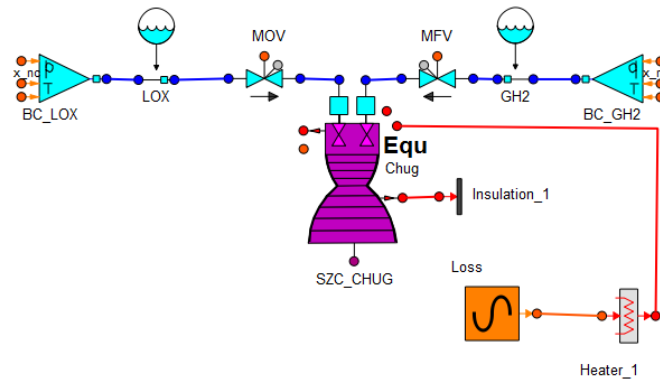 MOV
MFV
p
T
x_nc
BC_LOX
LOX
GH2
p
T
BC_GH2
Equ
Chug
Insulation_1
SZC_CHUG
Loss
Heater_1